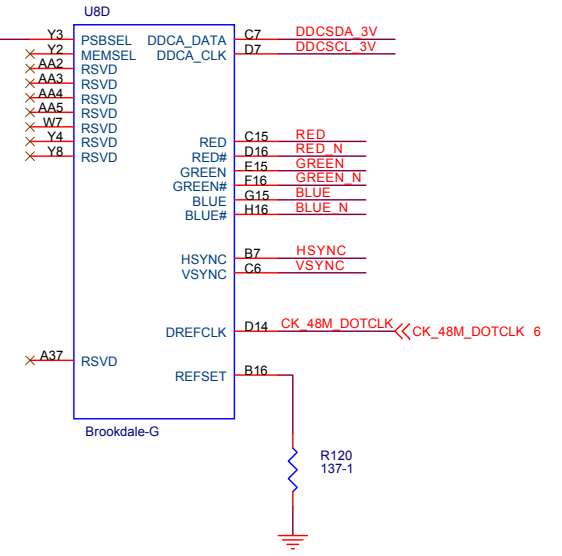 U8D
Y3 PSBSEL DDCA_DATA C7 DDCSDA_3V
Y2 MEMSEL DDCA_CLK D7 DDCSCL_3V
AA2 RSVD
AA3 RSVD
AA4 RSVD
AA5 RSVD
W7 RSVD
Y4 RSVD RED C15 RED
Y8 RSVD RED# D16 RED_N
GREEN E15 GREEN
GREEN# F16 GREEN_N
BLUE G15 BLUE
BLUE# H16 BLUE_N
HSYNC B7 HSYNC
VSYNC C6 VSYNC
DREFCLK D14 CK_48M_DOTCLK CK_48M_DOTCLK 6
A37 RSVD
REFSET B16
Brookdale-G
R120
137-1